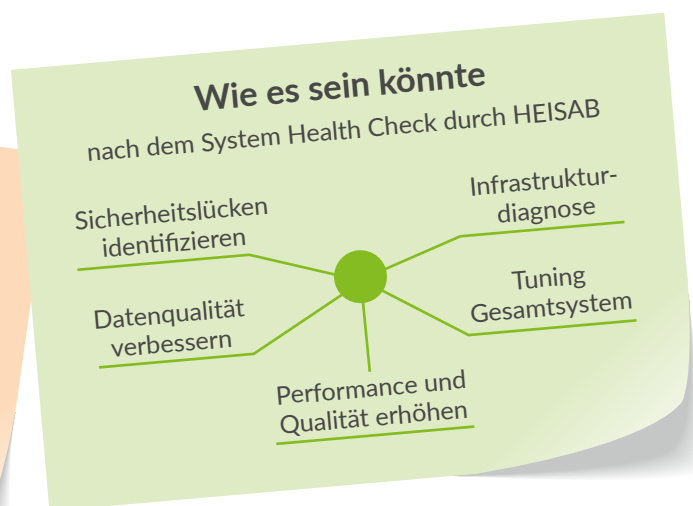 Wie es sein könnte
nach dem System Health Check durch HEISAB
Sicherheitslücken
identifizieren
Infrastruktur-
diagnose
Datenqualität
verbessern
Tuning
Gesamtsystem
Performance und
Qualität erhöhen